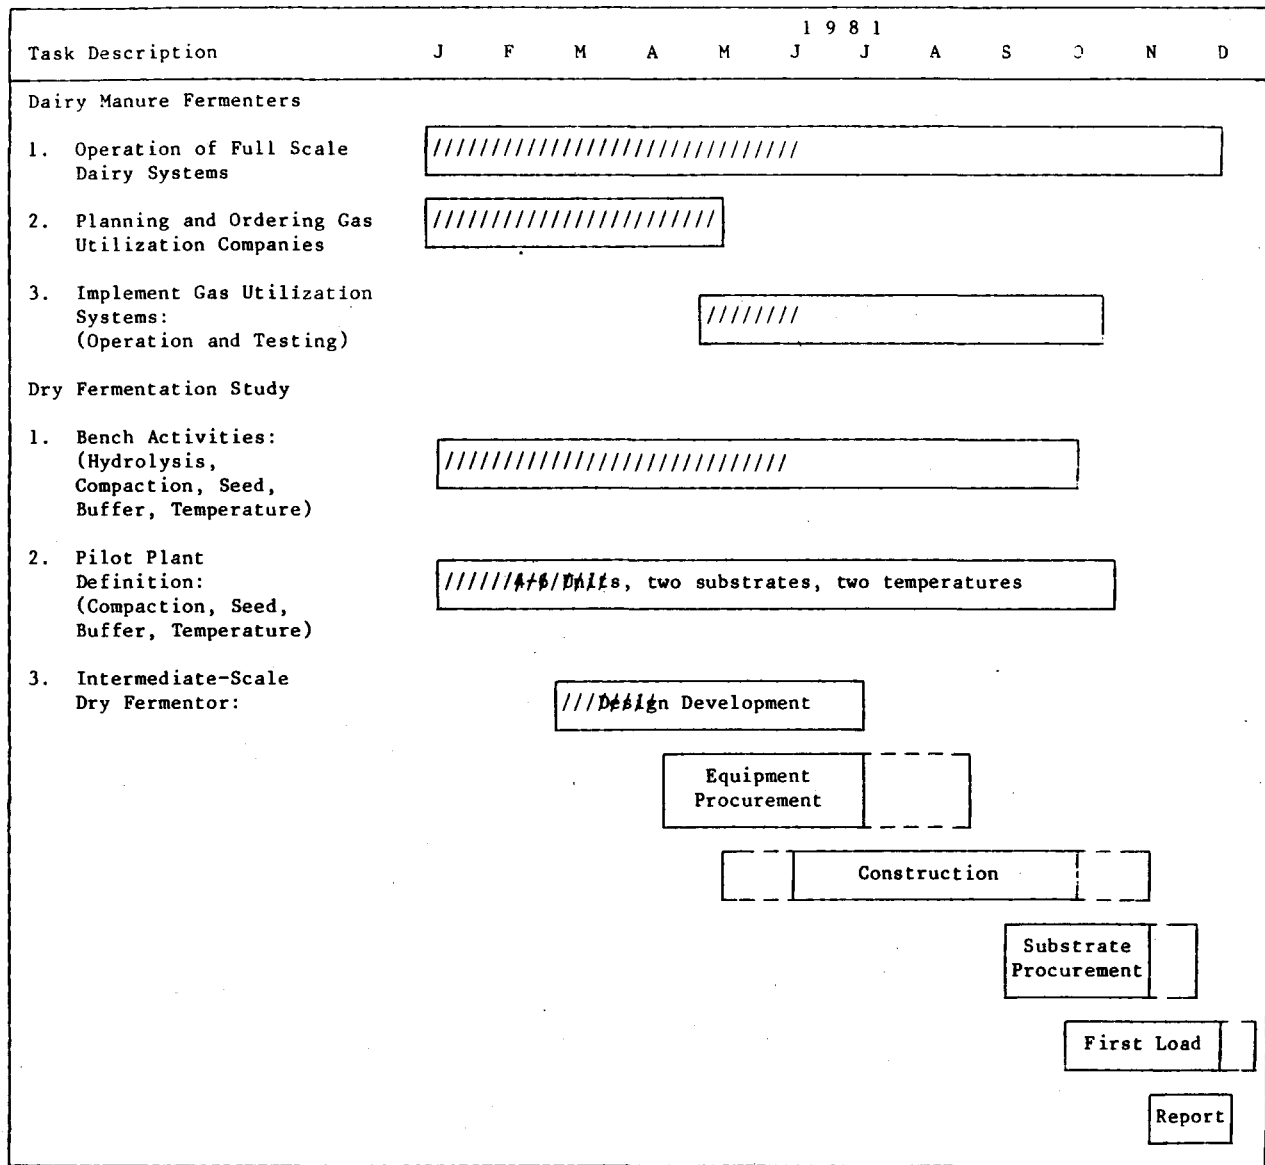 1 9 8 1
Task Description J F M A M J J A S O N D
Dairy Manure Fermenters
1. Operation of Full Scale
Dairy Systems
////////////////////////////////
2. Planning and Ordering Gas
Utilization Companies
////////////////////////
3. Implement Gas Utilization
Systems:
(Operation and Testing)
////////
Dry Fermentation Study
1. Bench Activities:
(Hydrolysis,
Compaction, Seed,
Buffer, Temperature)
/////////////////////////////
2. Pilot Plant
Definition:
(Compaction, Seed,
Buffer, Temperature)
////// Units, two substrates, two temperatures
3. Intermediate-Scale
Dry Fermentor:
///Design Development
Equipment
Procurement
Construction
Substrate
Procurement
First Load
Report